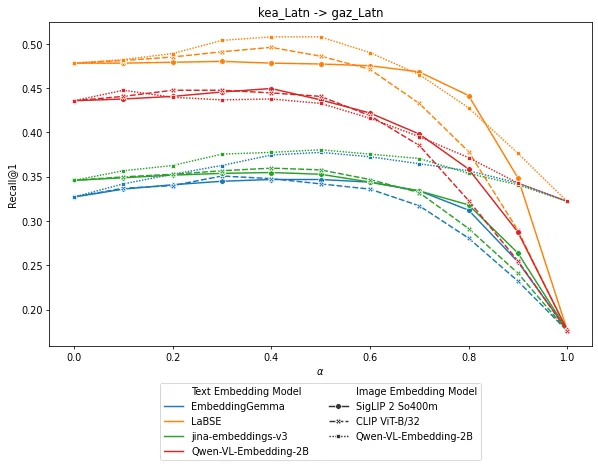 kea_Latn -> gaz_Latn
Recall@1
0.50
0.45
0.40
0.35
0.30
0.25
0.20
0.0 0.2 0.4 0.6 0.8 1.0
α
Text Embedding Model Image Embedding Model
EmbeddingGemma SigLIP 2 So400m
LaBSE CLIP ViT-B/32
jina-embeddings-v3 Qwen-VL-Embedding-2B
Qwen-VL-Embedding-2B